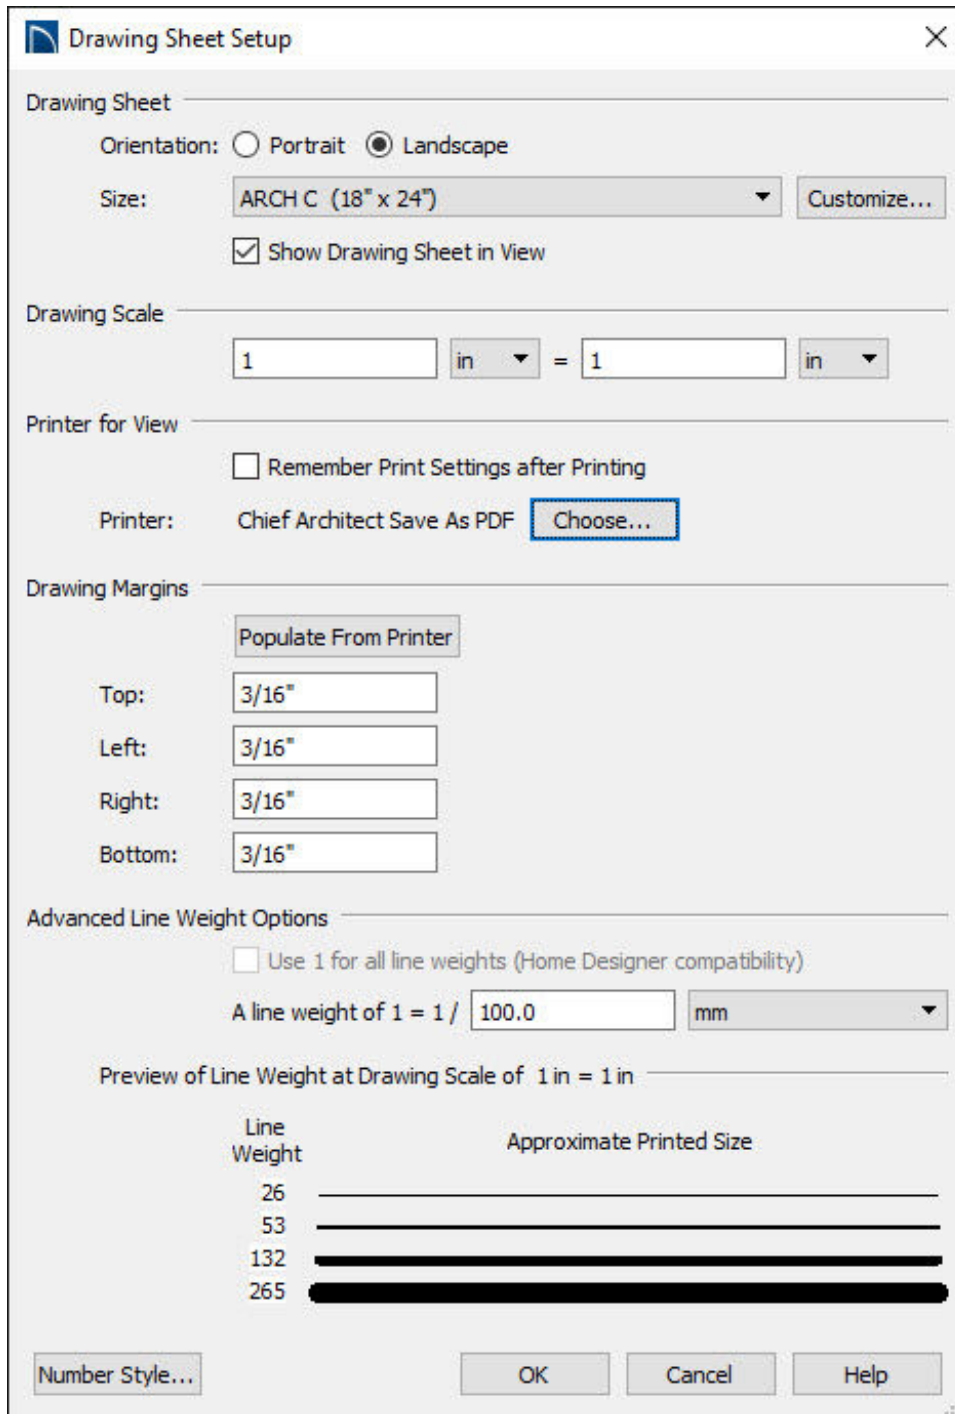 Drawing Sheet Setup
Drawing Sheet
Orientation: Portrait Landscape
Size: ARCH C (18" x 24") Customize...
Show Drawing Sheet in View
Drawing Scale
1 in = 1 in
Printer for View
Remember Print Settings after Printing
Printer: Chief Architect Save As PDF Choose...
Drawing Margins
Populate From Printer
Top: 3/16"
Left: 3/16"
Right: 3/16"
Bottom: 3/16"
Advanced Line Weight Options
Use 1 for all line weights (Home Designer compatibility)
A line weight of 1 = 1 / 100.0 mm
Preview of Line Weight at Drawing Scale of 1 in = 1 in
Line
Weight
Approximate Printed Size
26
53
132
265
Number Style... OK Cancel Help